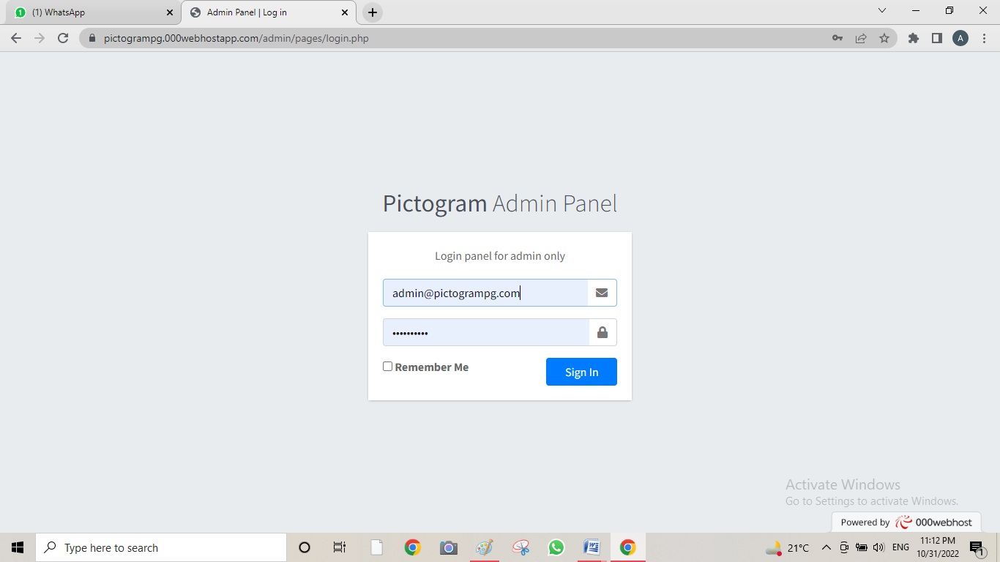 (1) WhatsApp
Admin Panel | Log in
pictogrampg.000webhostapp.com/admin/pages/login.php
A
Pictogram Admin Panel
Login panel for admin only
admin@pictogrampg.com
••••••••••
Remember Me
Sign In
Activate Windows
Go to Settings to activate Windows.
Powered by 000webhost
Type here to search
21°C
ENG
11:12 PM
10/31/2022
1